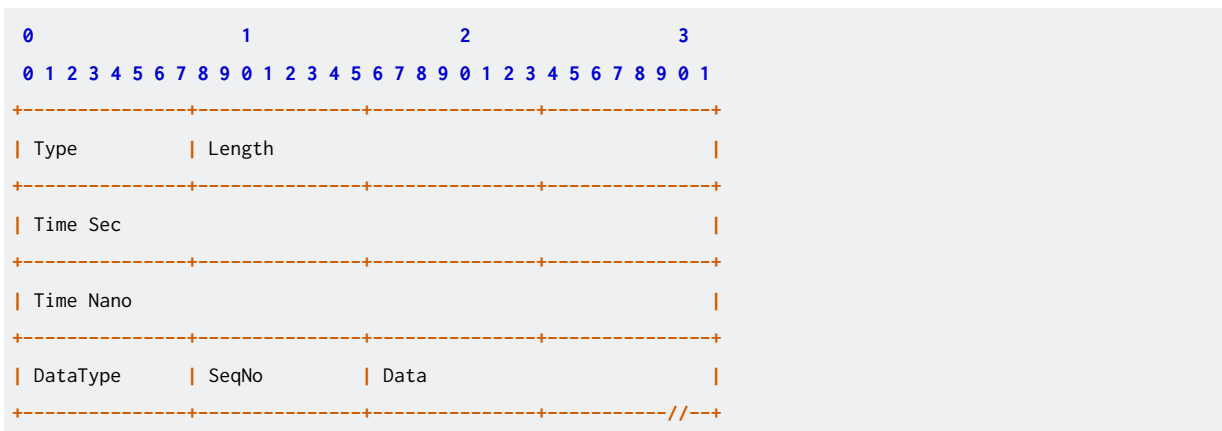 0                   1                   2                   3
0 1 2 3 4 5 6 7 8 9 0 1 2 3 4 5 6 7 8 9 0 1 2 3 4 5 6 7 8 9 0 1
+---------------+---------------+---------------+---------------+
| Type          | Length                                        |
+---------------+---------------+---------------+---------------+
| Time Sec                                                      |
+---------------+---------------+---------------+---------------+
| Time Nano                                                     |
+---------------+---------------+---------------+---------------+
| DataType      | SeqNo         | Data                          |
+---------------+---------------+---------------+-----------//--+